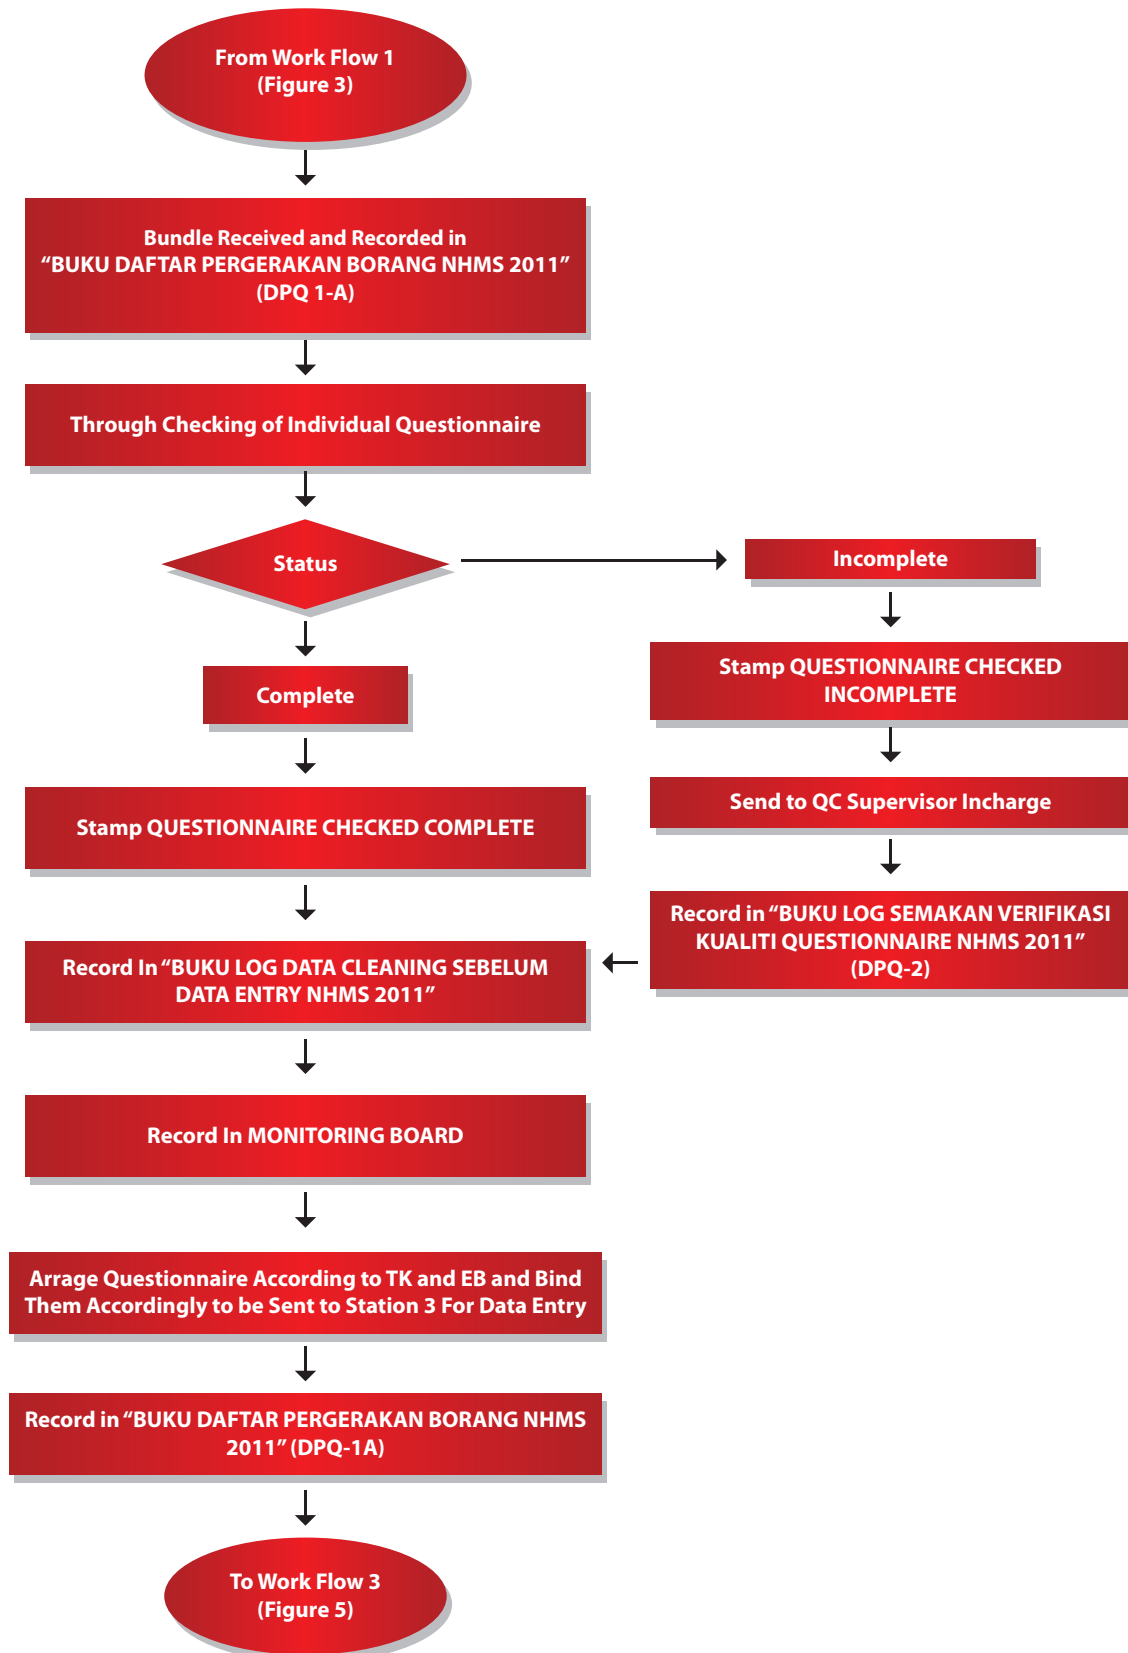 From Work Flow 1
(Figure 3)
Bundle Received and Recorded in
“BUKU DAFTAR PERGERAKAN BORANG NHMS 2011”
(DPQ 1-A)
Through Checking of Individual Questionnaire
Status
Incomplete
Complete
Stamp QUESTIONNAIRE CHECKED
INCOMPLETE
Send to QC Supervisor Incharge
Stamp QUESTIONNAIRE CHECKED COMPLETE
Record in “BUKU LOG SEMAKAN VERIFIKASI
KUALITI QUESTIONNAIRE NHMS 2011”
(DPQ-2)
Record In “BUKU LOG DATA CLEANING SEBELUM
DATA ENTRY NHMS 2011”
Record In MONITORING BOARD
Arrage Questionnaire According to TK and EB and Bind
Them Accordingly to be Sent to Station 3 For Data Entry
Record in “BUKU DAFTAR PERGERAKAN BORANG NHMS
2011” (DPQ-1A)
To Work Flow 3
(Figure 5)